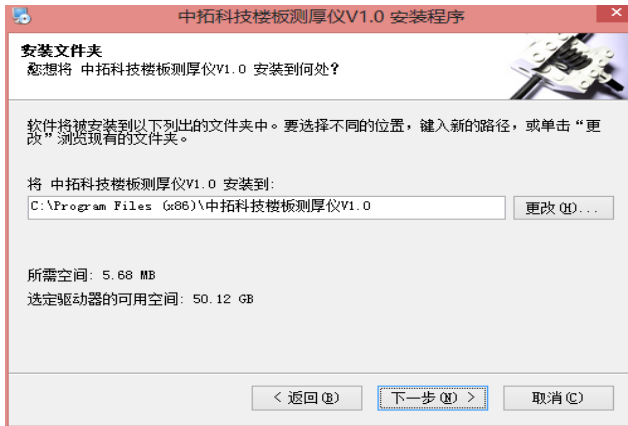 中拓科技楼板测厚仪V1.0 安装程序
安装文件夹
您想将 中拓科技楼板测厚仪V1.0 安装到何处?
软件将被安装到以下列出的文件夹中。要选择不同的位置，键入新的路径，或单击“更
改”浏览现有的文件夹。
将 中拓科技楼板测厚仪V1.0 安装到:
C:\Program Files (x86)\中拓科技楼板测厚仪V1.0
更改(H)...
所需空间: 5.68 MB
选定驱动器的可用空间: 50.12 GB
< 返回(B) 下一步(N) > 取消(C)